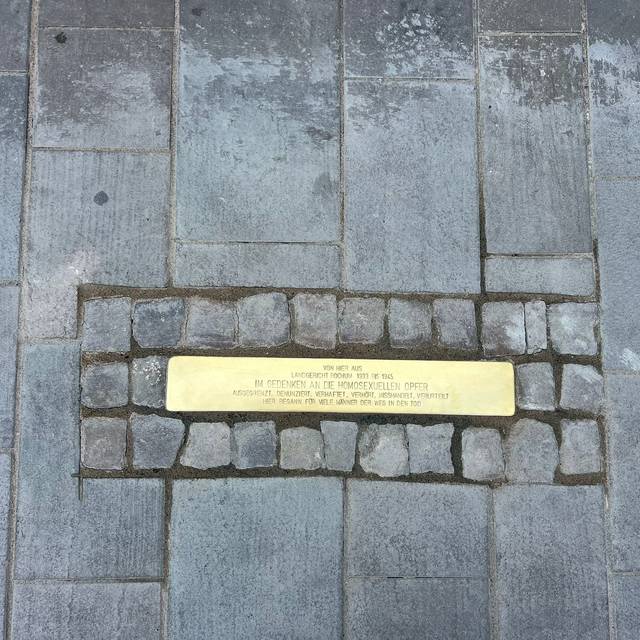 VON HIER AUS
LANDGERICHT BOCHUM 1933 BIS 1945
IM GEDENKEN AN DIE HOMOSEXUELLEN OPFER
AUSGEGRENZT, DENUNZIERT, VERHAFTET, VERHÖRT, MISSHANDELT, VERURTEILT
HIER BEGANN FÜR VIELE MÄNNER DER WEG IN DEN TOD